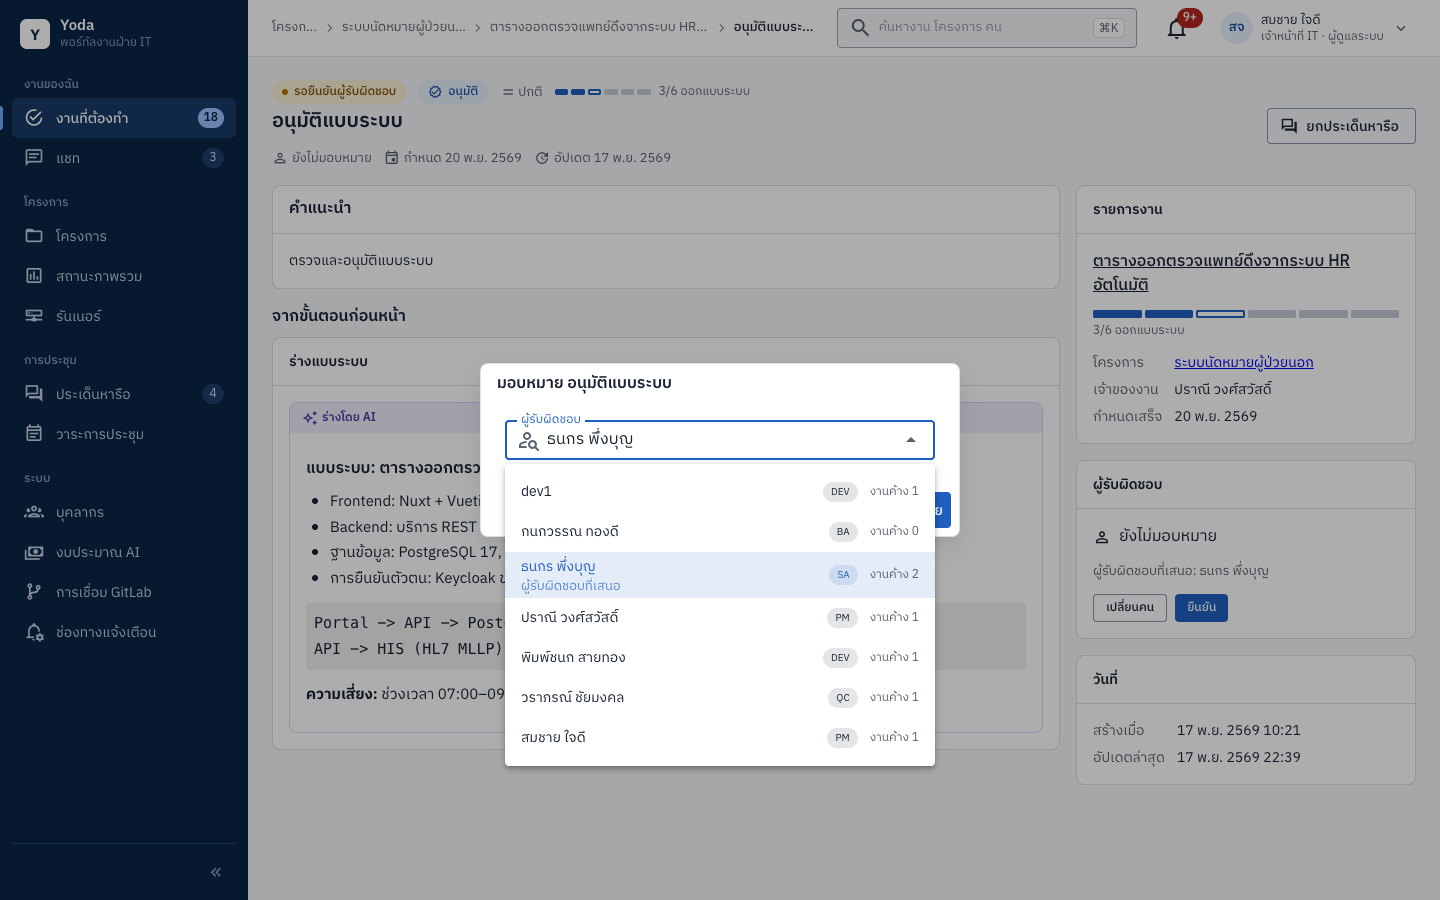 Y
Yoda
พอร์ทัลงานฝ่าย IT
งานของฉัน
งานที่ต้องทำ 18
แชท 3
โครงการ
โครงการ
สถานะภาพรวม
รันเนอร์
การประชุม
ประเด็นหารือ 4
วาระการประชุม
ระบบ
บุคลากร
งบประมาณ AI
การเชื่อม GitLab
ช่องทางแจ้งเตือน
โครงก... ระบบนัดหมายผู้ป่วยน... ตารางออกตรวจแพทย์ดึงจากระบบ HR... อนุมัติแบบระ...
ค้นหางาน โครงการ คน ⌘K
9+
สจ
สมชาย ใจดี
เจ้าหน้าที่ IT · ผู้ดูแลระบบ
รอยืนยันผู้รับผิดชอบ อนุมัติ ปกติ 3/6 ออกแบบระบบ
อนุมัติแบบระบบ
ยังไม่มอบหมาย กำหนด 20 พ.ย. 2569 อัปเดต 17 พ.ย. 2569
ยกประเด็นหารือ
คำแนะนำ
ตรวจและอนุมัติแบบระบบ
จากขั้นตอนก่อนหน้า
ร่างแบบระบบ
ร่างโดย AI
แบบระบบ: ตารางออกตรว
Frontend: Nuxt + Vueti
Backend: บริการ REST
ฐานข้อมูล: PostgreSQL 17,
การยืนยันตัวตน: Keycloak
Portal -> API -> Post
API -> HIS (HL7 MLLP)
ความเสี่ยง: ช่วงเวลา 07:00–09
มอบหมาย อนุมัติแบบระบบ
ผู้รับผิดชอบ
ธนกร พึ่งบุญ
dev1 DEV งานค้าง 1
กนกวรรณ ทองดี BA งานค้าง 0
ธนกร พึ่งบุญ SA งานค้าง 2
ผู้รับผิดชอบที่เสนอ
ปราณี วงศ์สวัสดิ์ PM งานค้าง 1
พิมพ์ชนก สายทอง DEV งานค้าง 1
วราภรณ์ ชัยมงคล QC งานค้าง 1
สมชาย ใจดี PM งานค้าง 1
รายการงาน
ตารางออกตรวจแพทย์ดึงจากระบบ HR
อัตโนมัติ
3/6 ออกแบบระบบ
โครงการ ระบบนัดหมายผู้ป่วยนอก
เจ้าของงาน ปราณี วงศ์สวัสดิ์
กำหนดเสร็จ 20 พ.ย. 2569
ผู้รับผิดชอบ
ยังไม่มอบหมาย
ผู้รับผิดชอบที่เสนอ: ธนกร พึ่งบุญ
เปลี่ยนคน ยืนยัน
วันที่
สร้างเมื่อ 17 พ.ย. 2569 10:21
อัปเดตล่าสุด 17 พ.ย. 2569 22:39